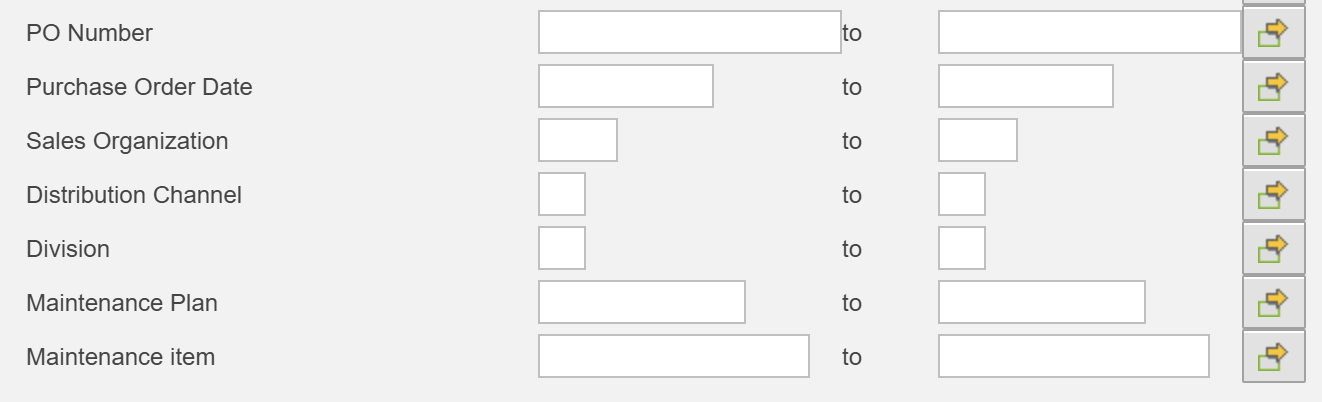 PO Number to
Purchase Order Date to
Sales Organization to
Distribution Channel to
Division to
Maintenance Plan to
Maintenance item to